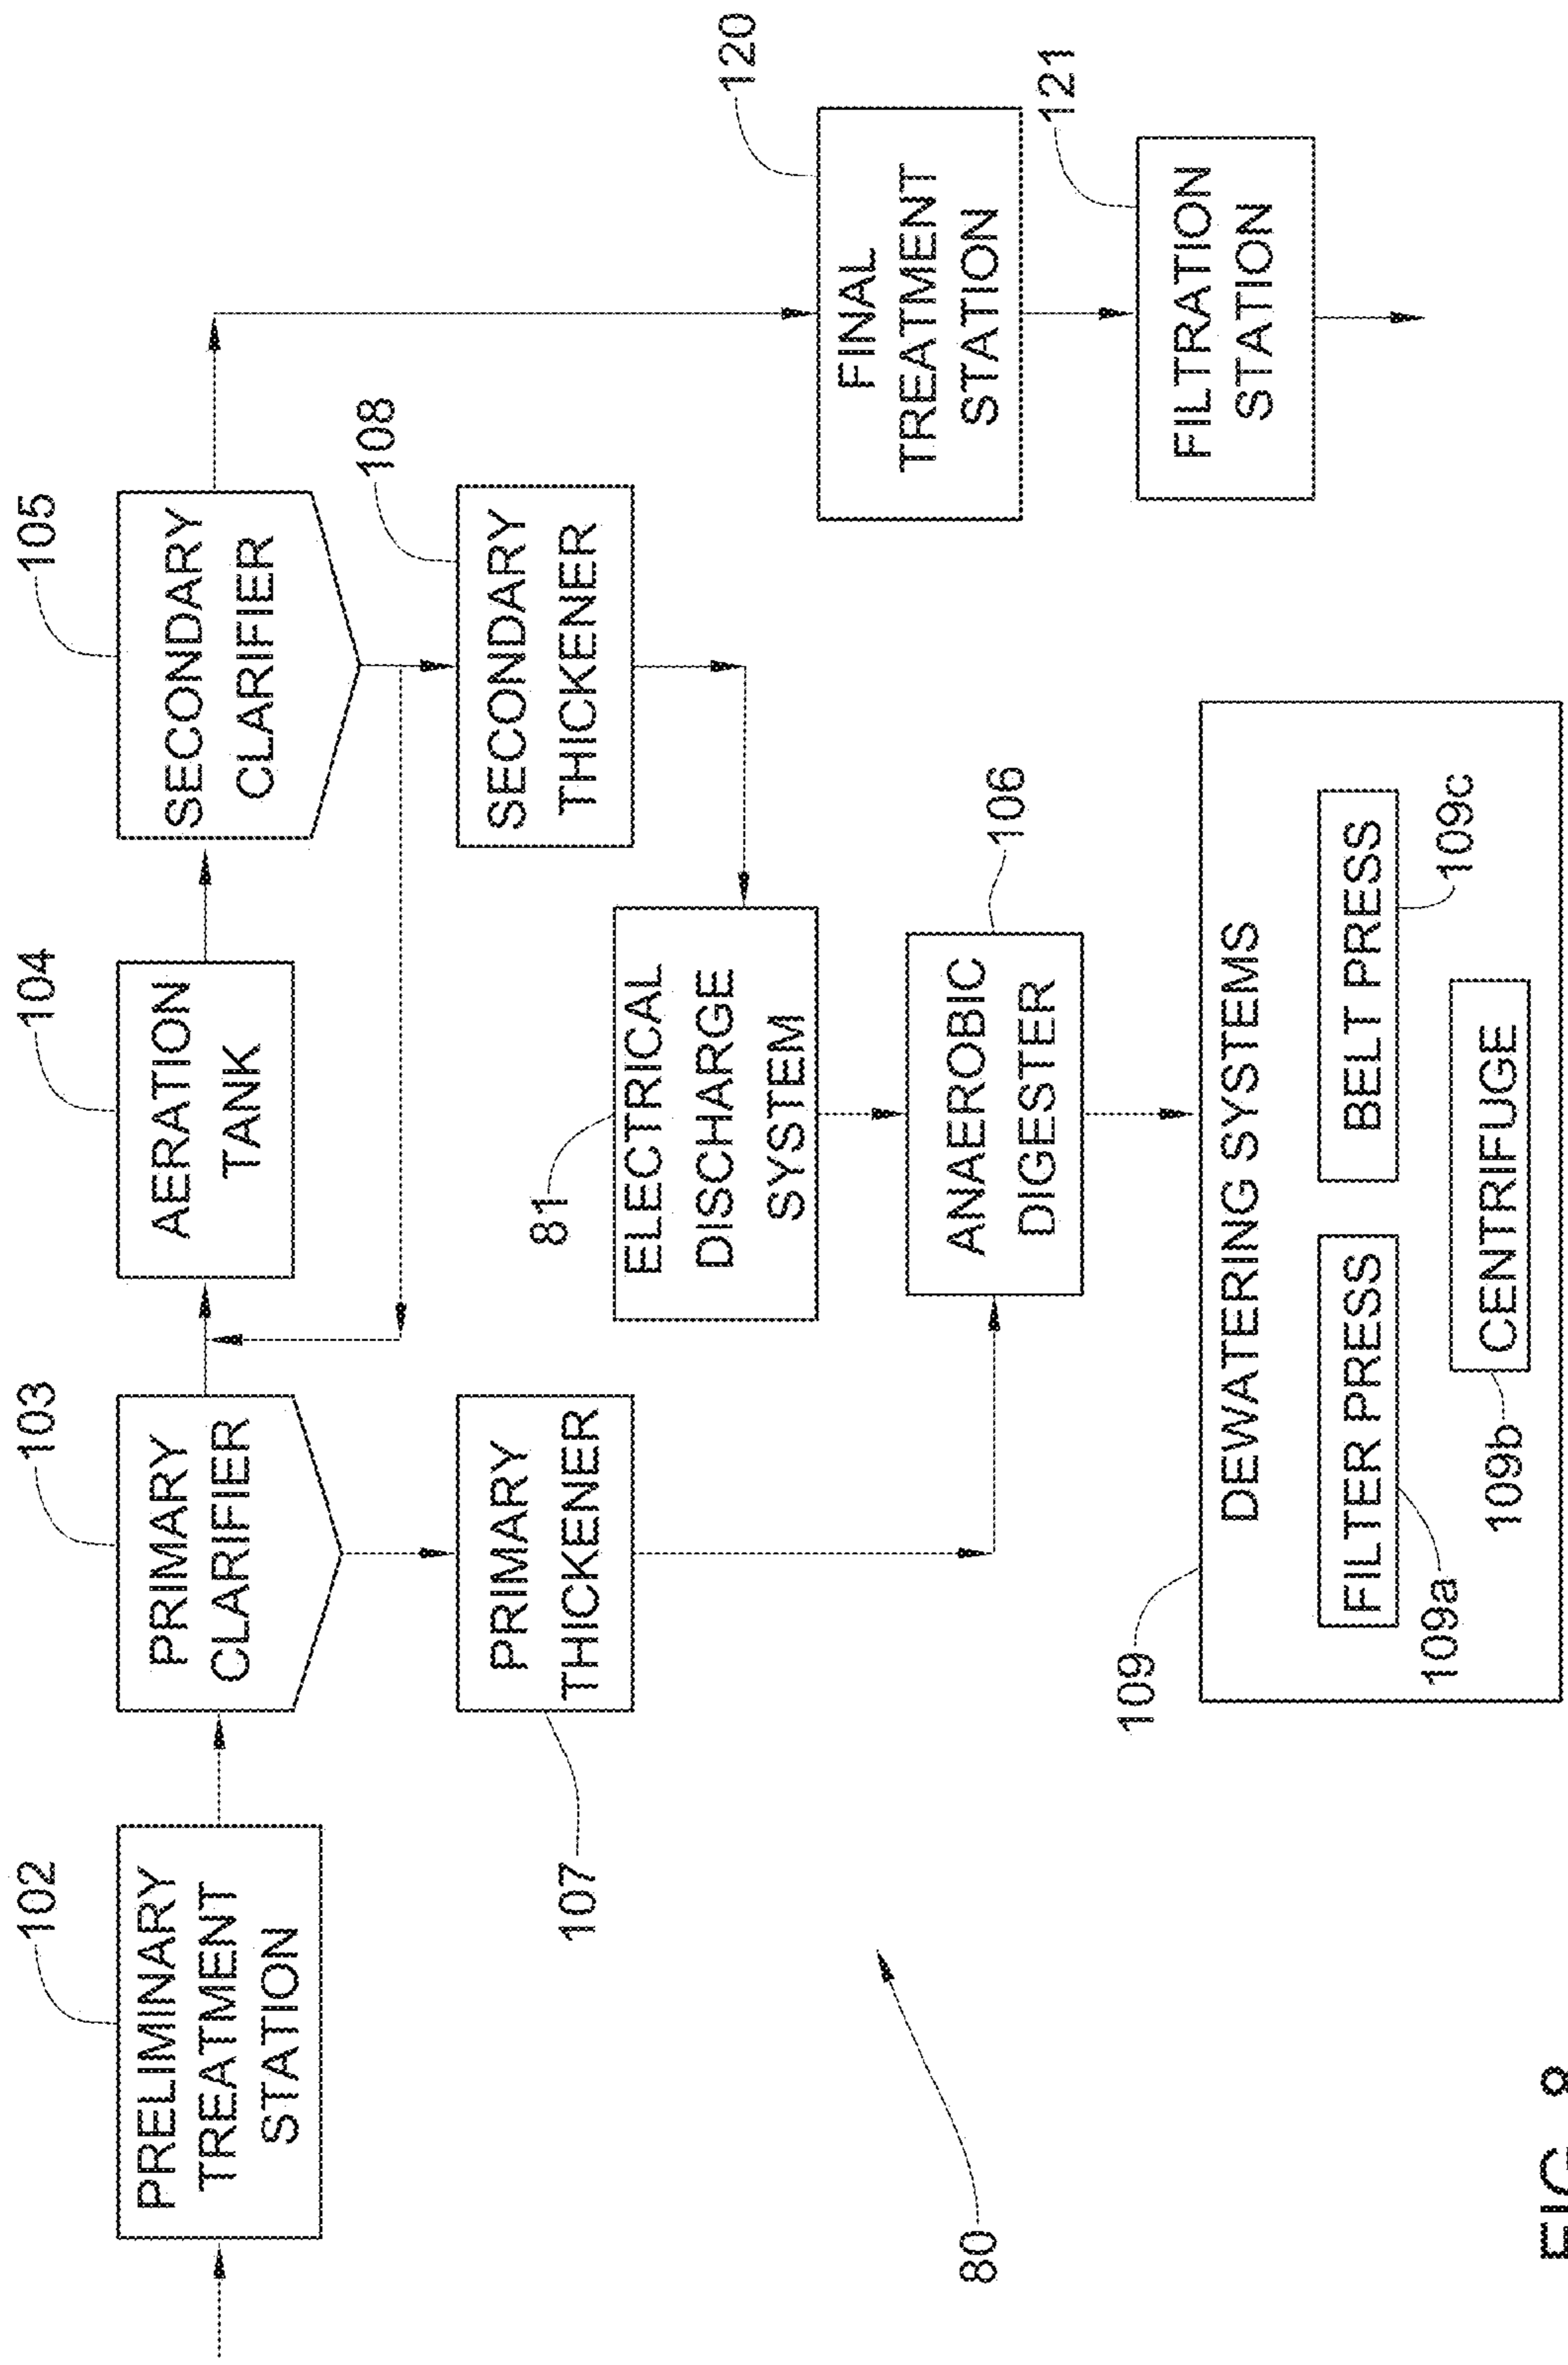 102
PRELIMINARY
TREATMENT
STATION
103
PRIMARY
CLARIFIER
104
AERATION
TANK
105
SECONDARY
CLARIFIER
107
PRIMARY
THICKENER
108
SECONDARY
THICKENER
81
ELECTRICAL
DISCHARGE
SYSTEM
120
FINAL
TREATMENT
STATION
106
ANAEROBIC
DIGESTER
121
FILTRATION
STATION
80
109
DEWATERING SYSTEMS
FILTER PRESS
109a
BELT PRESS
109c
CENTRIFUGE
109b
FIG. 8